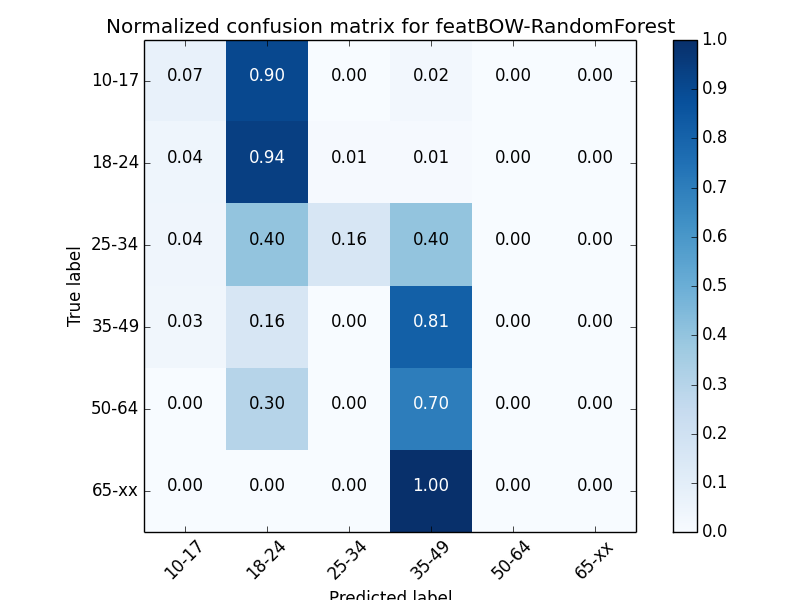 Normalized confusion matrix for featBOW-RandomForest
1.0
10-17 0.07 0.90 0.00 0.02 0.00 0.00
0.9
0.8
18-24 0.04 0.94 0.01 0.01 0.00 0.00
0.7
25-34 0.04 0.40 0.16 0.40 0.00 0.00
0.6
0.5
True label
35-49 0.03 0.16 0.00 0.81 0.00 0.00
0.4
0.3
50-64 0.00 0.30 0.00 0.70 0.00 0.00
0.2
65-xx 0.00 0.00 0.00 1.00 0.00 0.00
0.1
0.0
10-17 18-24 25-34 35-49 50-64 65-xx
Predicted label